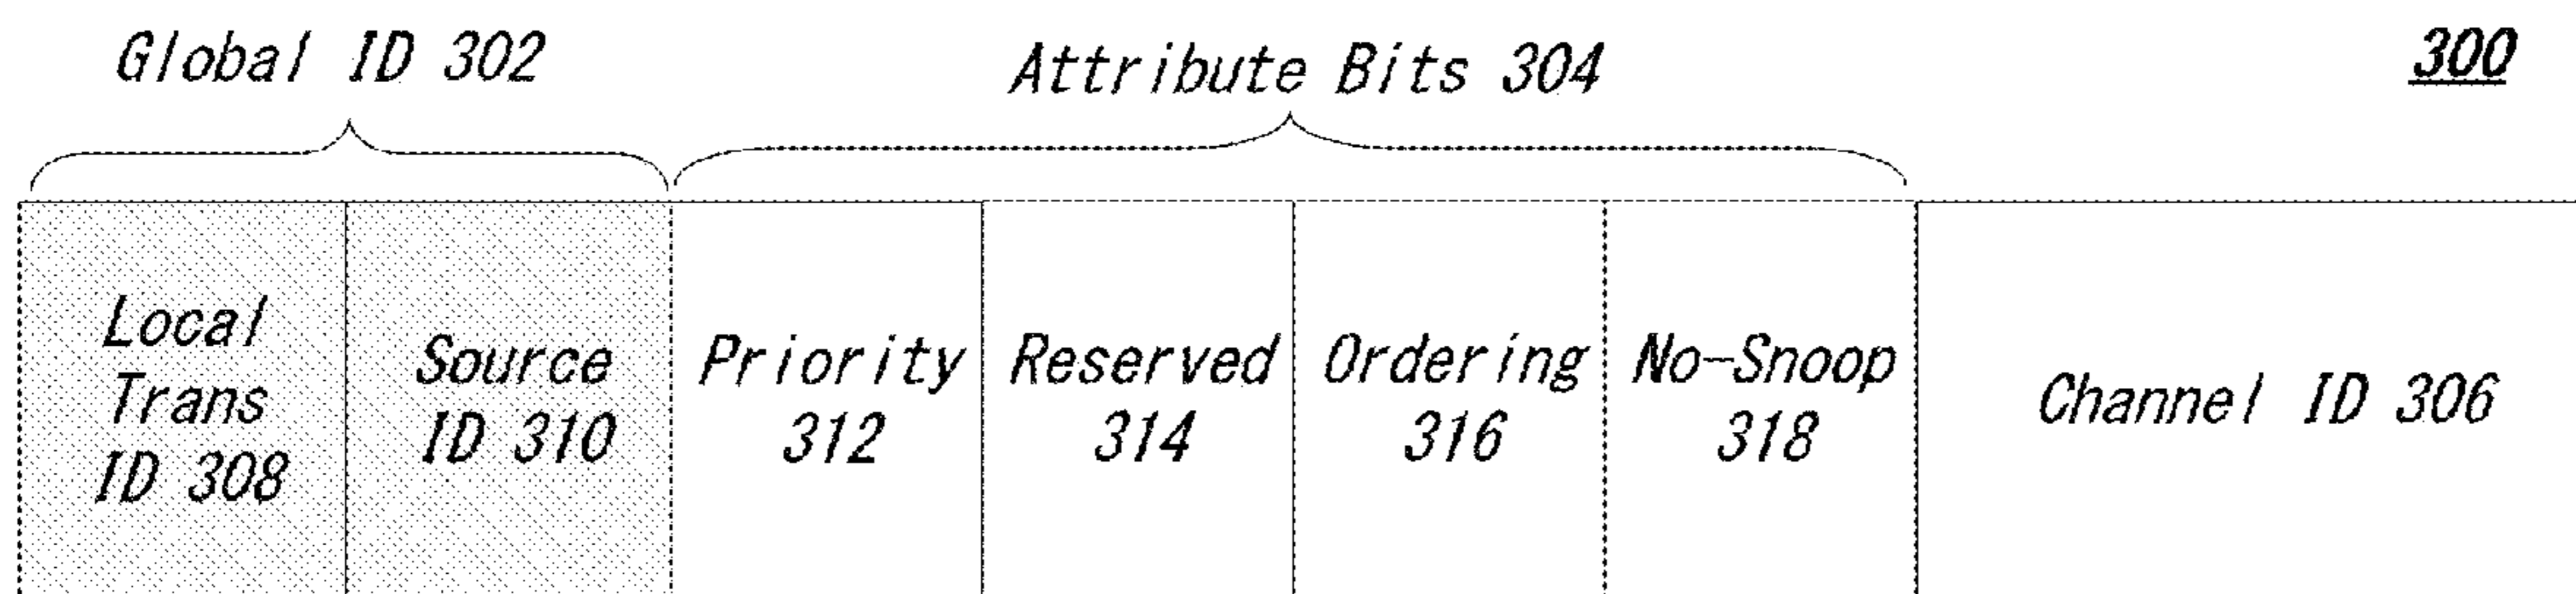 Global ID 302
Attribute Bits 304
300
Local
Trans
ID 308
Source
ID 310
Priority
312
Reserved
314
Ordering
316
No-Snoop
318
Channel ID 306